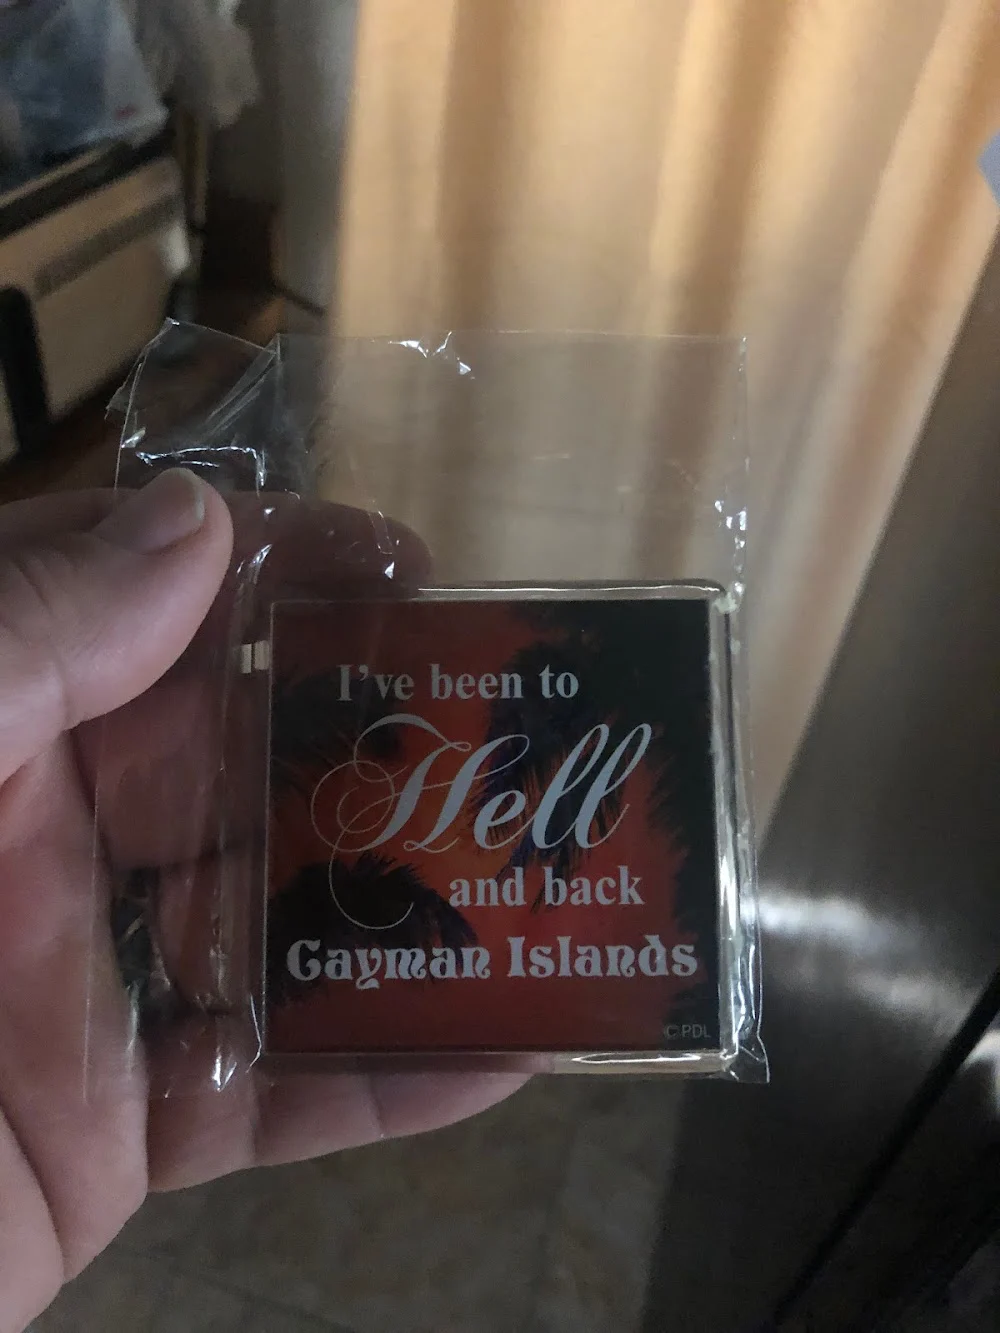 I've been to
Hell
and back
Cayman Islands
© PDL